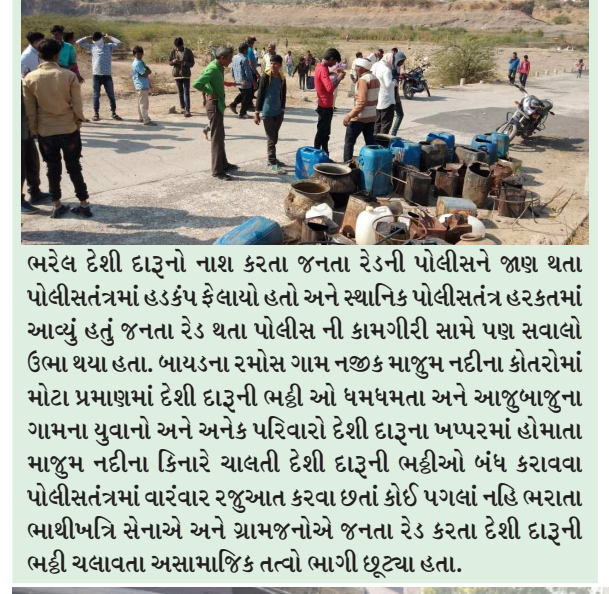 ભરેલ દેશી દારૂનો નાશ કરતા જનતા રેડની પોલીસને જાણ થતા
પોલીસતંત્રમાં હડકંપ ફેલાયો હતો અને સ્થાનિક પોલીસતંત્ર હરકતમાં
આવ્યું હતું જનતા રેડ થતા પોલીસ ની કામગીરી સામે પણ સવાલો
ઉભા થયા હતા. બાયડના રમોસ ગામ નજીક માજુમ નદીના કોતરોમાં
મોટા પ્રમાણમાં દેશી દારૂની ભઠ્ઠી ઓ ધમધમતા અને આજુબાજુના
ગામના યુવાનો અને અનેક પરિવારો દેશી દારૂના ખપ્પરમાં હોમાતા
માજુમ નદીના કિનારે ચાલતી દેશી દારૂની ભઠ્ઠીઓ બંધ કરાવવા
પોલીસતંત્રમાં વારંવાર રજુઆત કરવા છતાં કોઈ પગલાં નહિ ભરાતા
ભાથીખત્રિ સેનાએ અને ગ્રામજનોએ જનતા રેડ કરતા દેશી દારૂની
ભઠ્ઠી ચલાવતા અસામાજિક તત્વો ભાગી છૂટ્યા હતા.